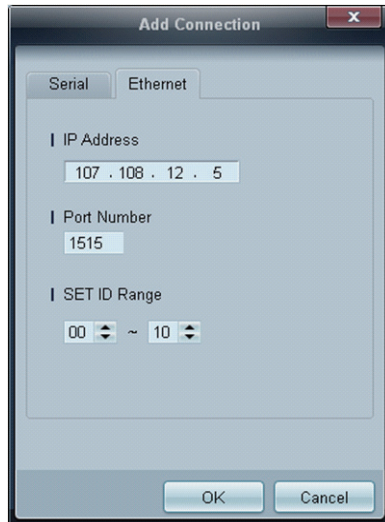 Add Connection
x
Serial Ethernet
IP Address
107 . 108 . 12 . 5
Port Number
1515
SET ID Range
00 ~ 10
OK Cancel